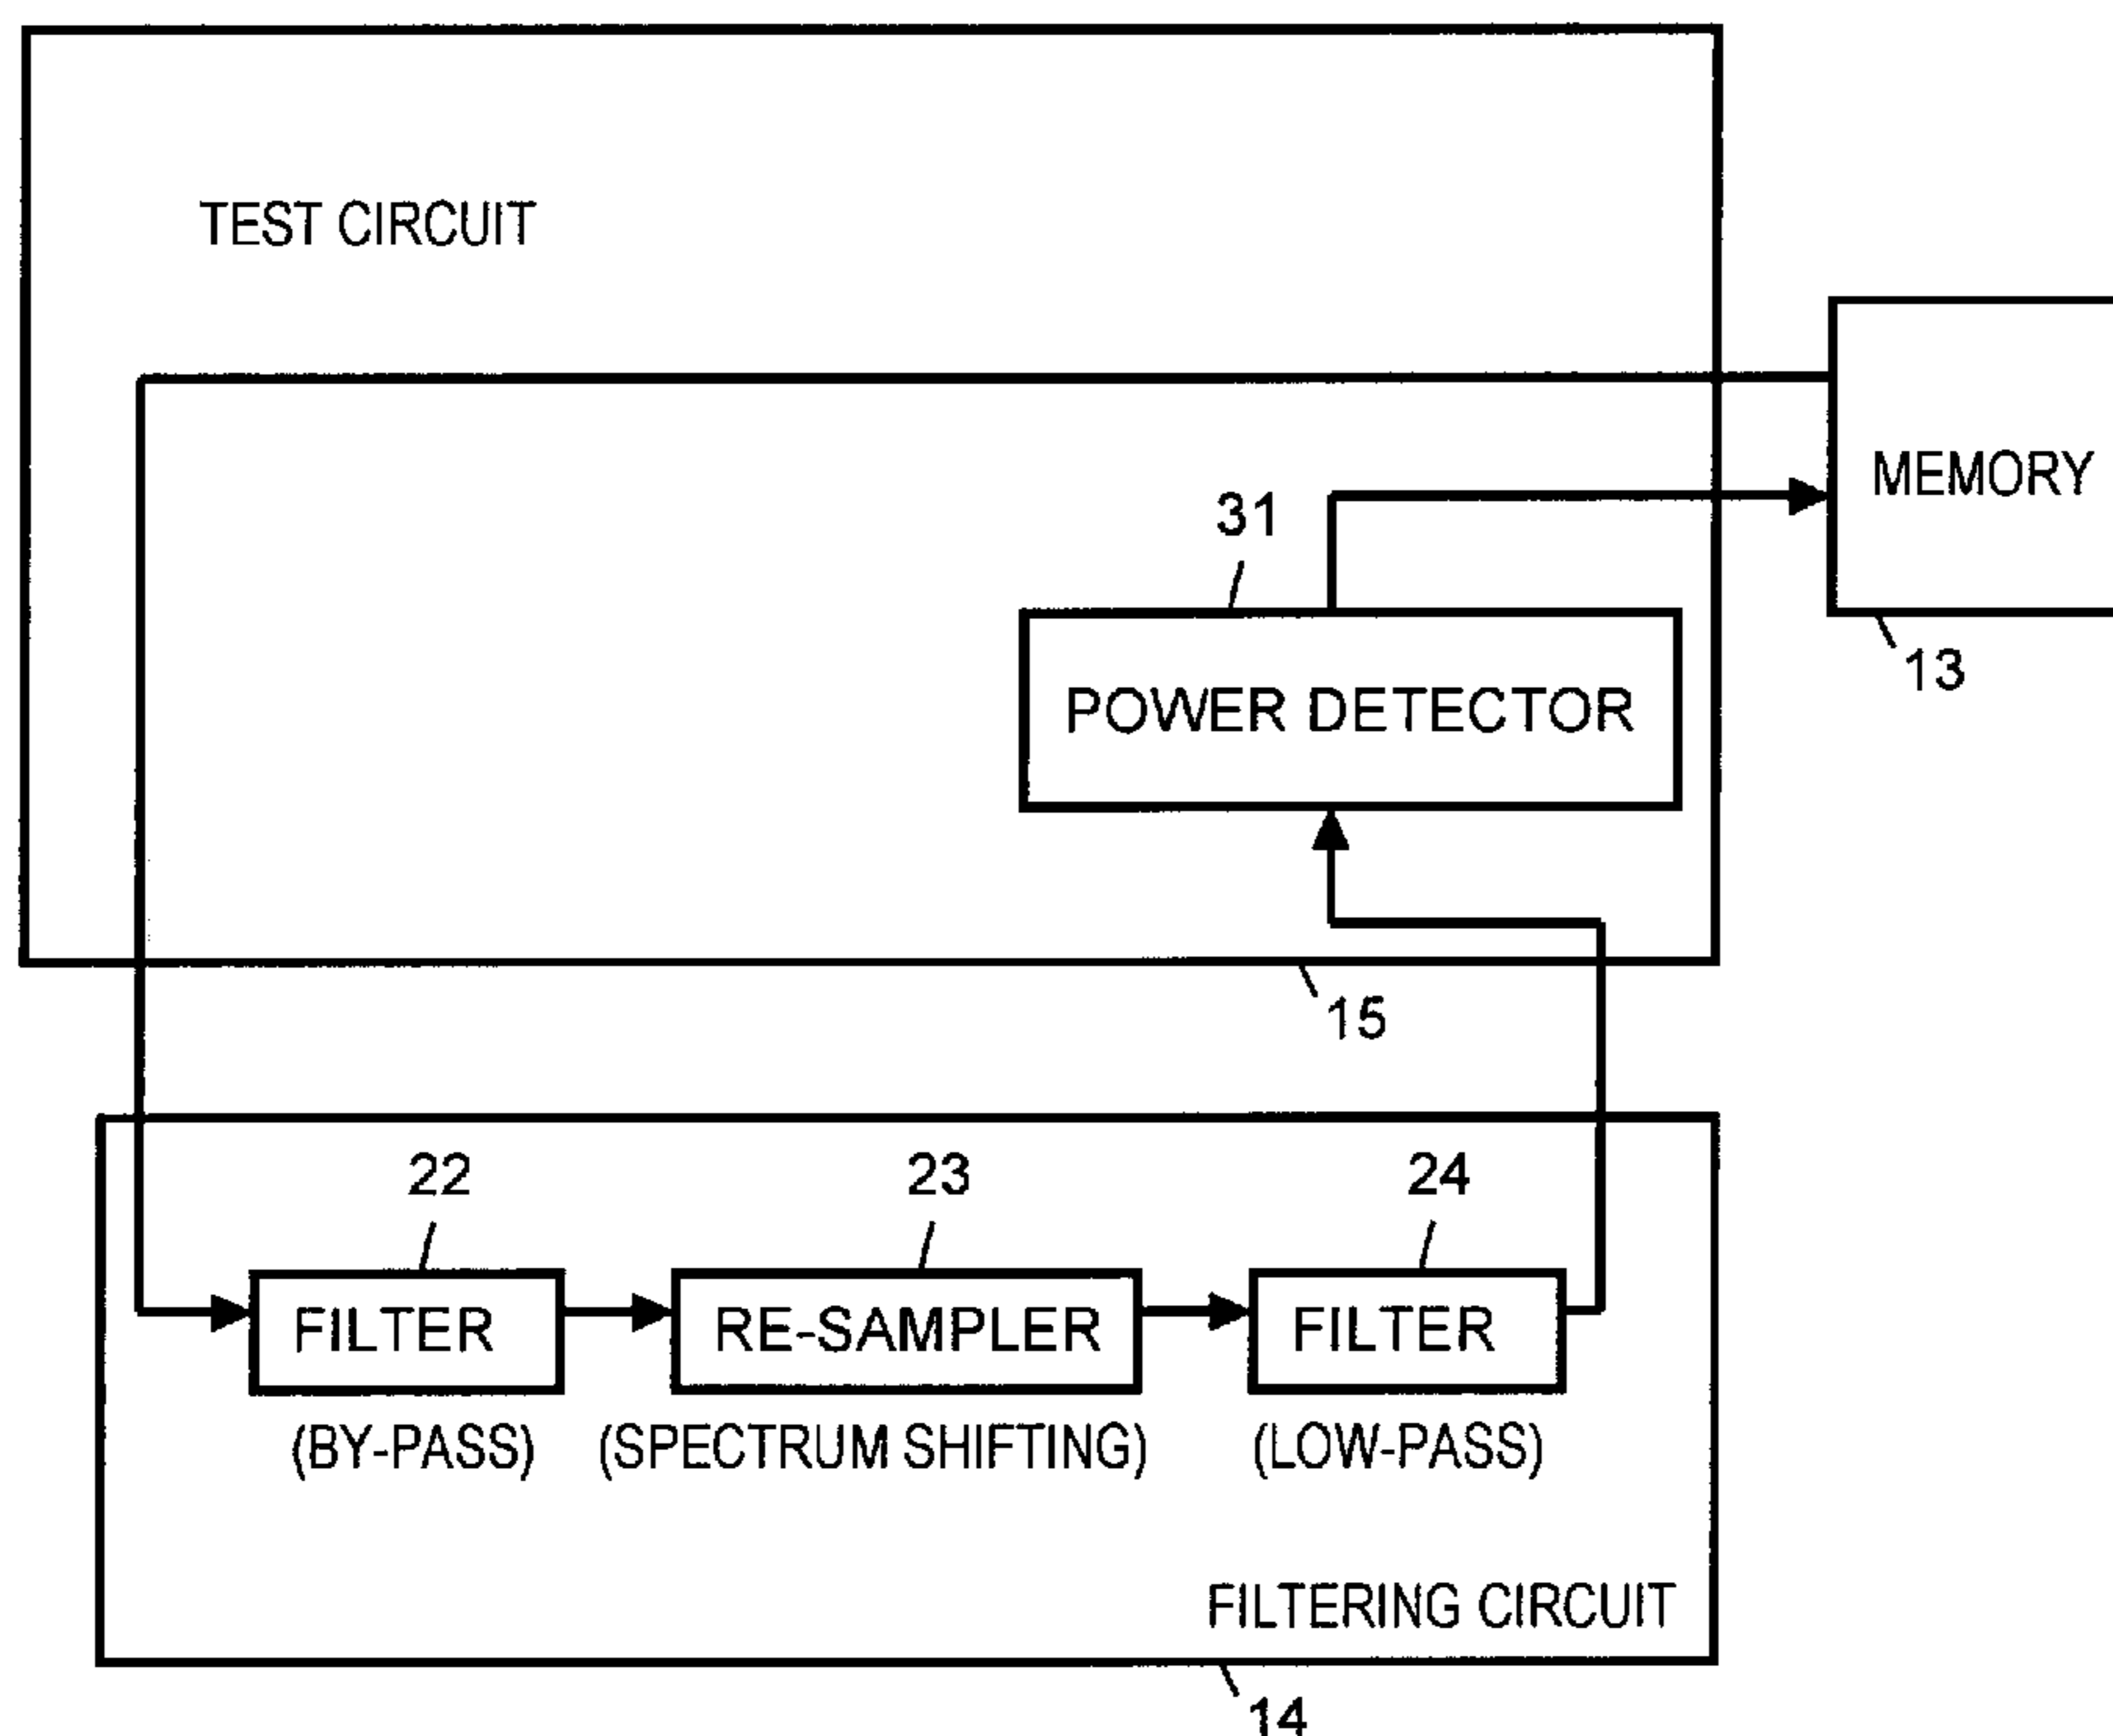 TEST CIRCUIT
MEMORY
31
13
POWER DETECTOR
15
22 23 24
FILTER RE-SAMPLER FILTER
(BY-PASS) (SPECTRUM SHIFTING) (LOW-PASS)
FILTERING CIRCUIT
14